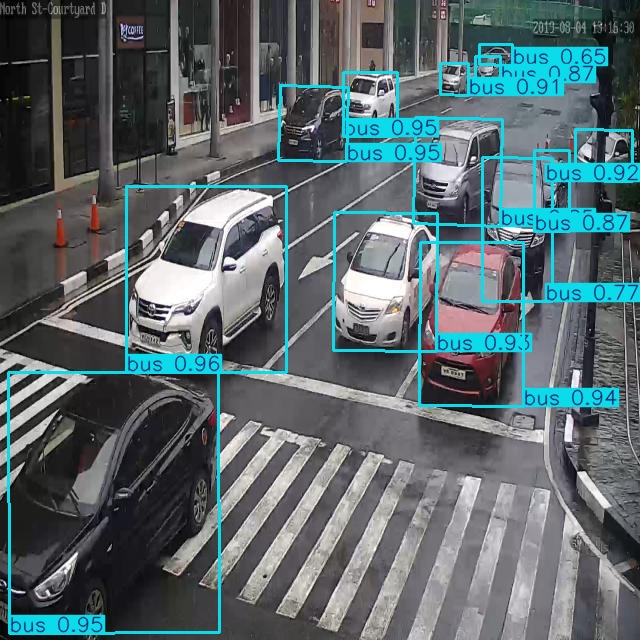 North St-Courtyard D
2019-08-04 13:15:30
COFFEE
bus 0.65
bus 0.87
bus 0.91
bus 0.95
bus 0.95
bus 0.92
bus
bus 0.87
bus 0.96
bus 0.77
bus 0.93
bus 0.94
bus 0.95